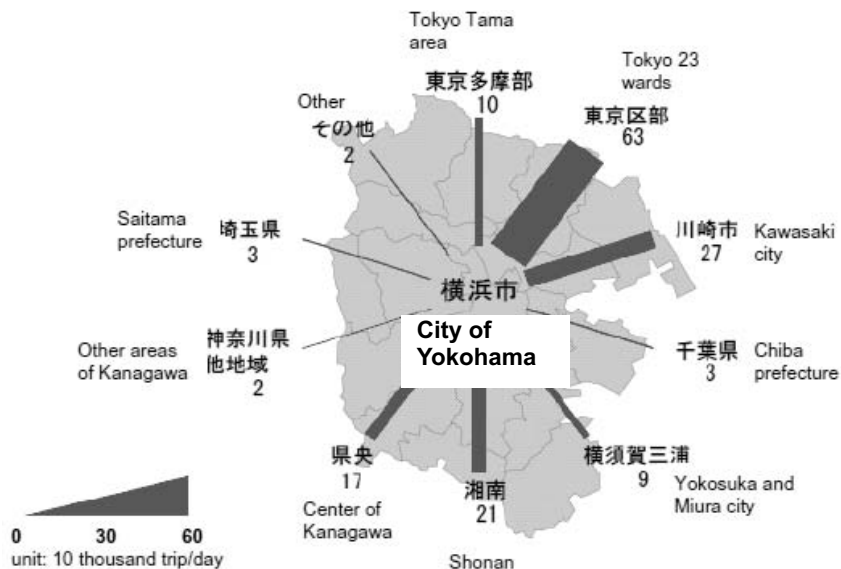 Tokyo Tama
area
東京多摩部
10
Tokyo 23
wards
東京区部
63
Other
その他
2
Saitama
prefecture
埼玉県
3
川崎市
27
Kawasaki
city
横浜市
City of
Yokohama
Other areas
of Kanagawa
神奈川県
他地域
2
千葉県
3
Chiba
prefecture
県央
17
Center of
Kanagawa
湘南
21
Shonan
横須賀三浦
9
Yokosuka and
Miura city
0 30 60
unit: 10 thousand trip/day